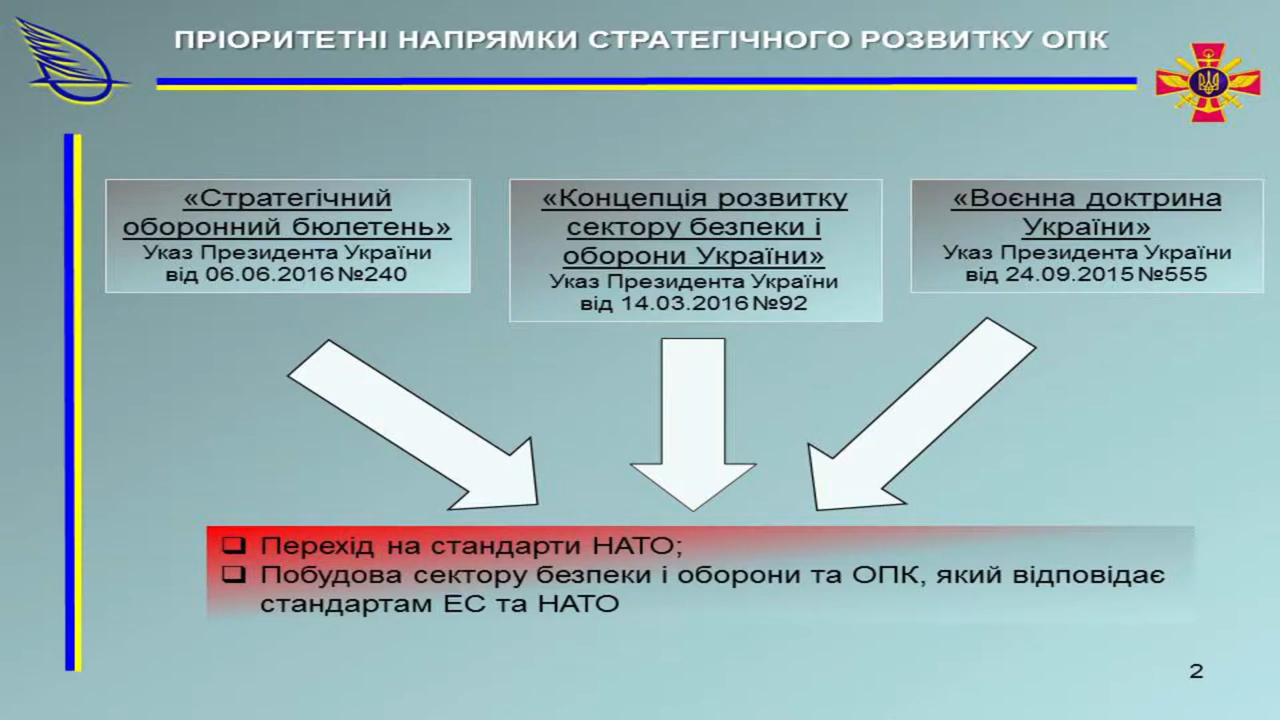 ПРІОРИТЕТНІ НАПРЯМКИ СТРАТЕГІЧНОГО РОЗВИТКУ ОПК
«Стратегічний
оборонний бюлетень»
Указ Президента України
від 06.06.2016 №240
«Концепція розвитку
сектору безпеки і
оборони України»
Указ Президента України
від 14.03.2016 №92
«Воєнна доктрина
України»
Указ Президента України
від 24.09.2015 №555
Перехід на стандарти НАТО;
Побудова сектору безпеки і оборони та ОПК, який відповідає
стандартам ЕС та НАТО
2